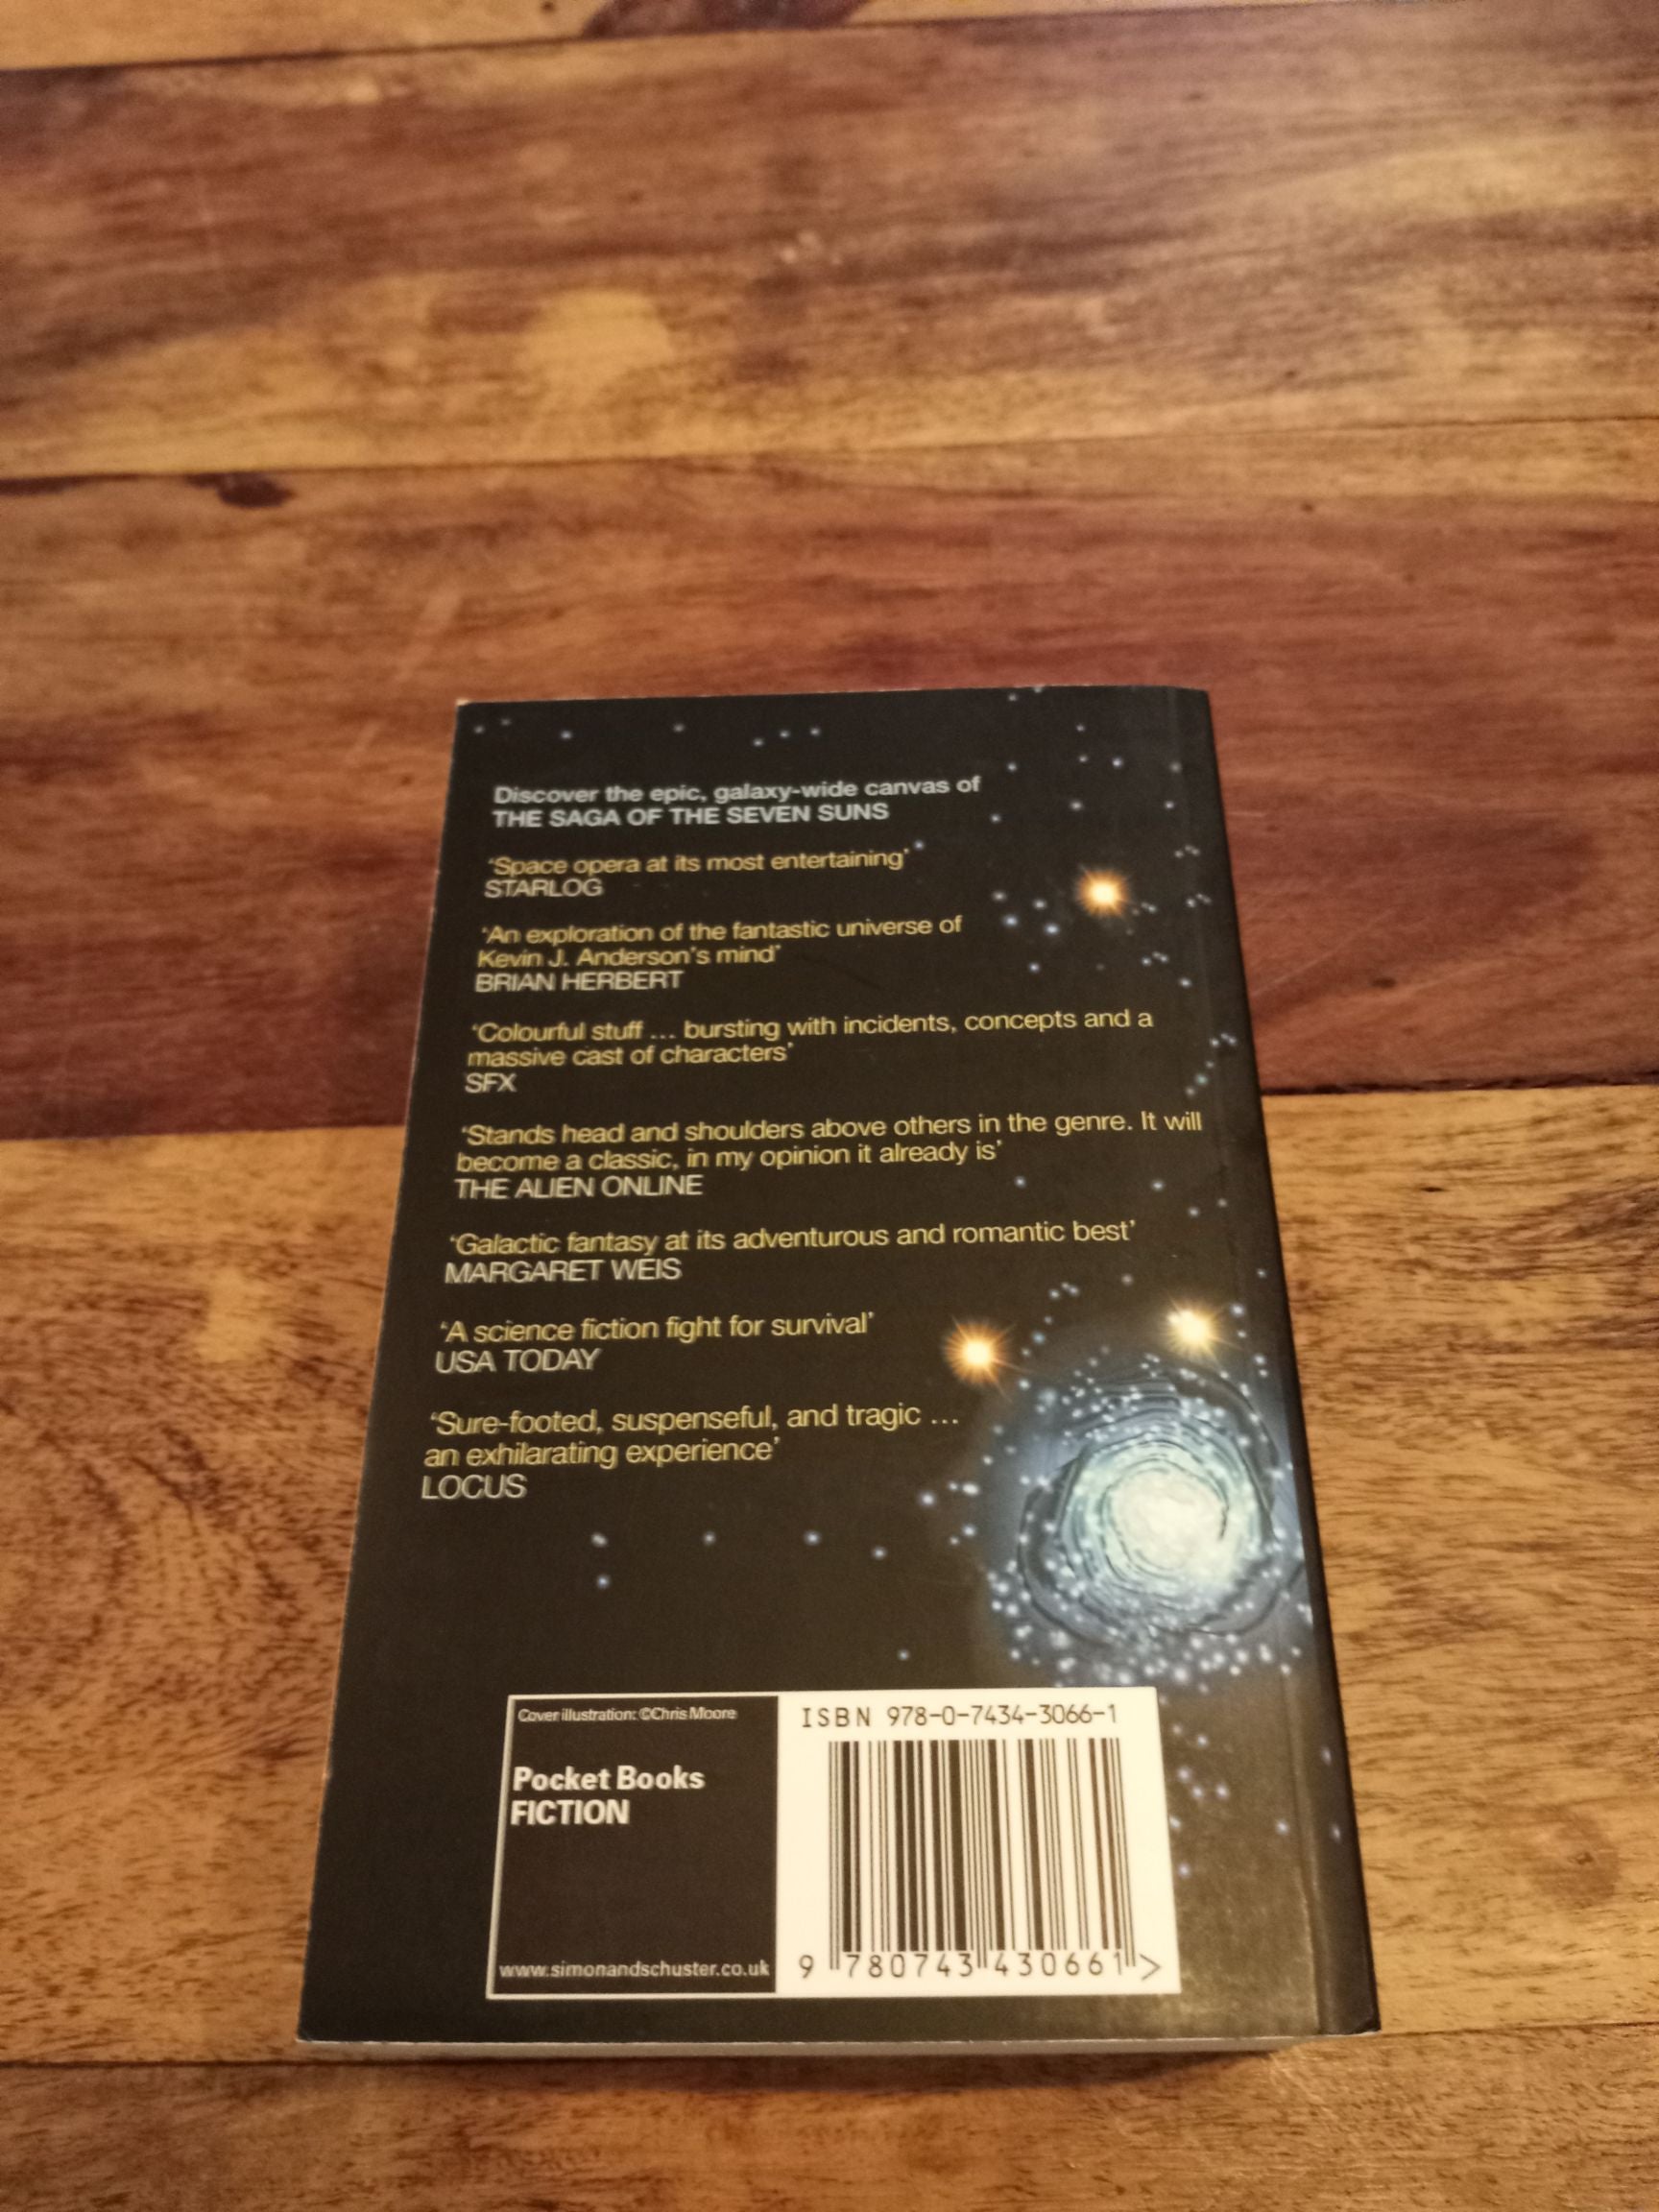 Discover the epic, galaxy-wide canvas of
THE SAGA OF THE SEVEN SUNS
‘Space opera at its most entertaining’
STARLOG
‘An exploration of the fantastic universe of
Kevin J. Anderson’s mind’
BRIAN HERBERT
‘Colourful stuff ... bursting with incidents, concepts and a
massive cast of characters’
SFX
‘Stands head and shoulders above others in the genre. It will
become a classic, in my opinion it already is’
THE ALIEN ONLINE
‘Galactic fantasy at its adventurous and romantic best’
MARGARET WEIS
‘A science fiction fight for survival’
USA TODAY
‘Sure-footed, suspenseful, and tragic ...
an exhilarating experience’
LOCUS
Cover illustration: ©Chris Moore
Pocket Books
FICTION
www.simonandschuster.co.uk
ISBN 978-0-7434-3066-1
9 780743 430661 >